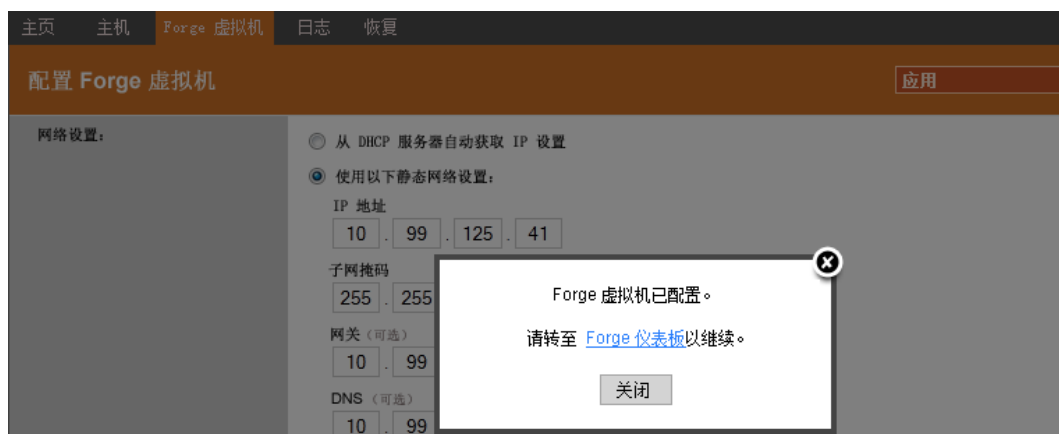 主页 主机 Forge 虚拟机 日志 恢复
配置 Forge 虚拟机
应用
网络设置:
从 DHCP 服务器自动获取 IP 设置
使用以下静态网络设置:
IP 地址
10 . 99 . 125 . 41
子网掩码
255 . 255
网关 (可选)
10 . 99
DNS (可选)
10 . 99
Forge 虚拟机已配置。
请转至 Forge 仪表板以继续。
关闭